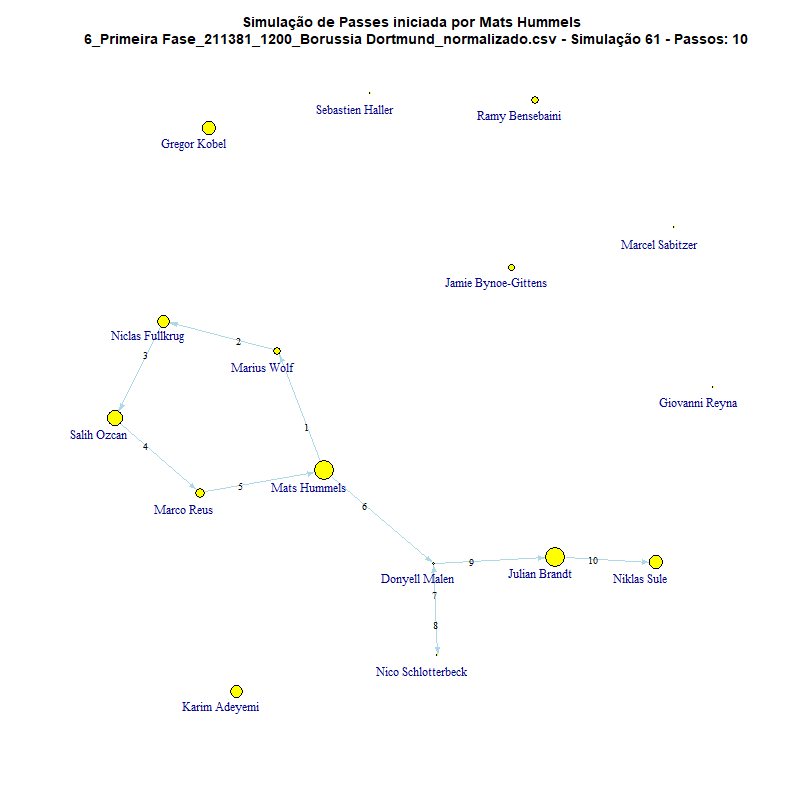 Simulação de Passes iniciada por Mats Hummels
6_Primeira Fase_211381_1200_Borussia Dortmund_normalizado.csv - Simulação 61 - Passos: 10
Sebastien Haller
Ramy Bensebaini
Gregor Kobel
Marcel Sabitzer
Jamie Bynoe-Gittens
Niclas Fullkrug
2
3
Marius Wolf
Giovanni Reyna
1
Salih Ozcan
4
5
Mats Hummels
6
Marco Reus
9
10
Donyell Malen
Julian Brandt
Niklas Sule
7
8
Nico Schlotterbeck
Karim Adeyemi